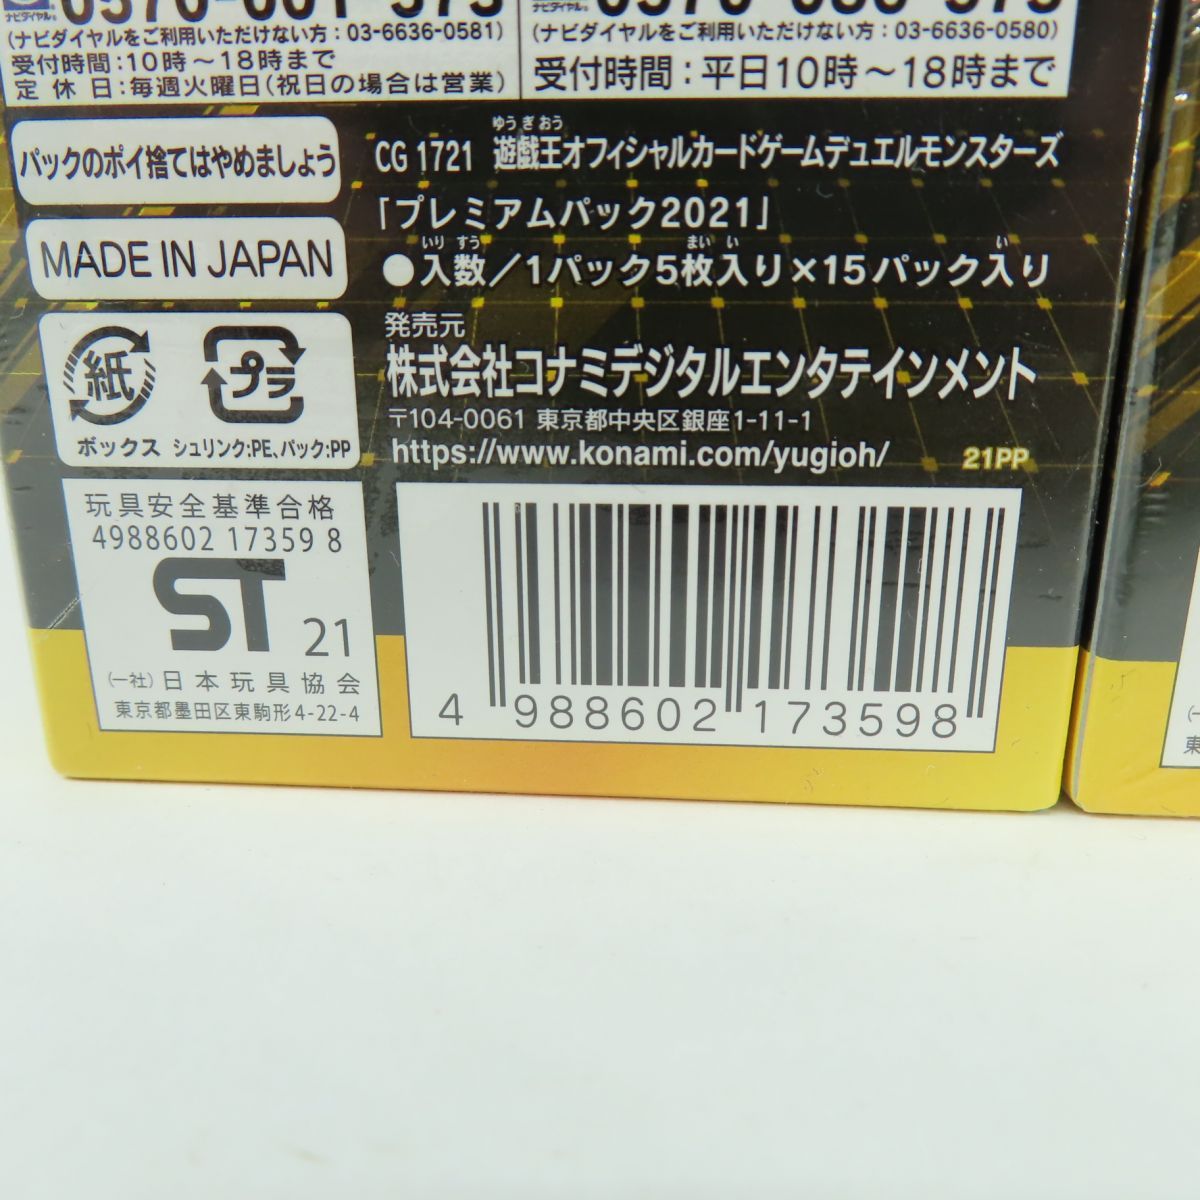 ナビダイヤル
(ナビダイヤルをご利用いただけない方：03-6636-0581)
受付時間：10時〜18時まで
定休日：毎週火曜日(祝日の場合は営業)
ナビダイヤル
(ナビダイヤルをご利用いただけない方：03-6636-0580)
受付時間：平日10時〜18時まで
パックのポイ捨てはやめましょう
MADE IN JAPAN
紙
プラ
ボックス シュリンク:PE、パック:PP
ゆうぎおう
CG 1721 遊戯王オフィシャルカードゲームデュエルモンスターズ
「プレミアムパック2021」
いりすう まいい い
●入数／1パック5枚入り×15パック入り
発売元
株式会社コナミデジタルエンタテインメント
〒104-0061 東京都中央区銀座1-11-1
https://www.konami.com/yugioh/
21PP
玩具安全基準合格
4988602 17359 8
ST 21
(一社)日本玩具協会
東京都墨田区東駒形4-22-4
4 988602 173598